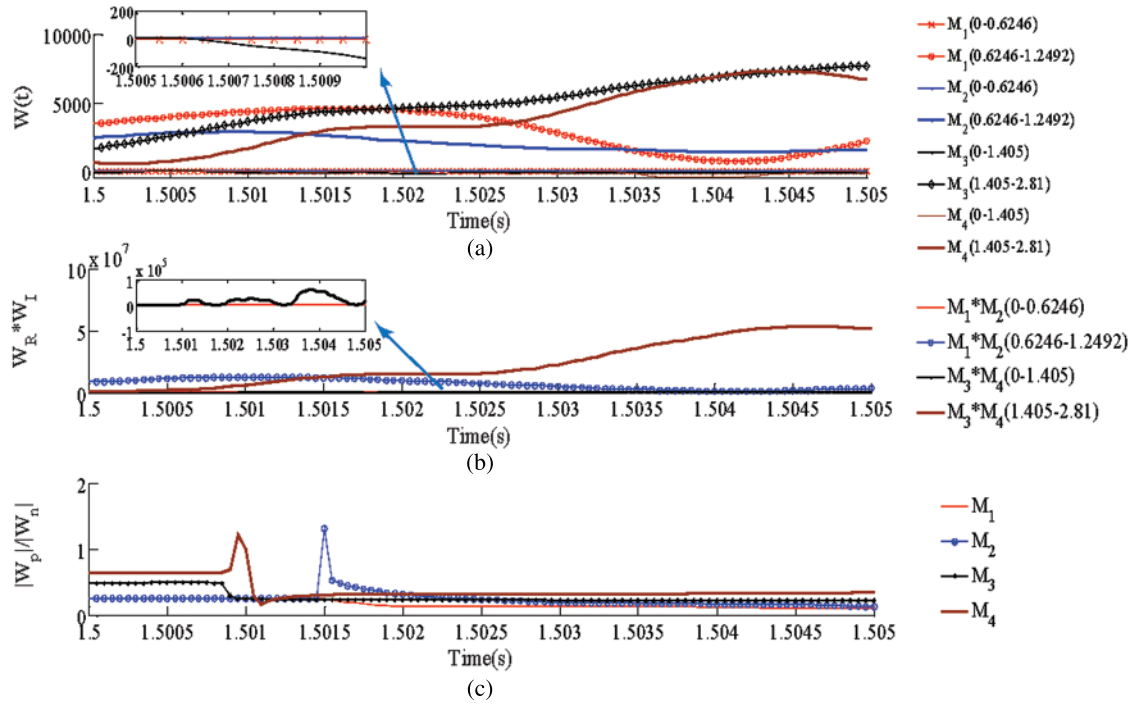 200
0
-200
1.5005 1.5006 1.5007 1.5008 1.5009
10000
5000
0
W(t)
1.5 1.5005 1.501 1.5015 1.502 1.5025 1.503 1.5035 1.504 1.5045 1.505
Time(s)
(a)
M1(0-0.6246)
M1(0.6246-1.2492)
M2(0-0.6246)
M2(0.6246-1.2492)
M3(0-1.405)
M3(1.405-2.81)
M4(0-1.405)
M4(1.405-2.81)
x 10^7
x 10^5
1
0
-1
1.5 1.501 1.502 1.503 1.504 1.505
10
5
0
W_R*W_I
1.5 1.5005 1.501 1.5015 1.502 1.5025 1.503 1.5035 1.504 1.5045 1.505
Time(s)
(b)
M1*M2(0-0.6246)
M1*M2(0.6246-1.2492)
M3*M4(0-1.405)
M3*M4(1.405-2.81)
2
1
0
|W_p|/|W_n|
1.5 1.5005 1.501 1.5015 1.502 1.5025 1.503 1.5035 1.504 1.5045 1.505
Time(s)
(c)
M1
M2
M3
M4